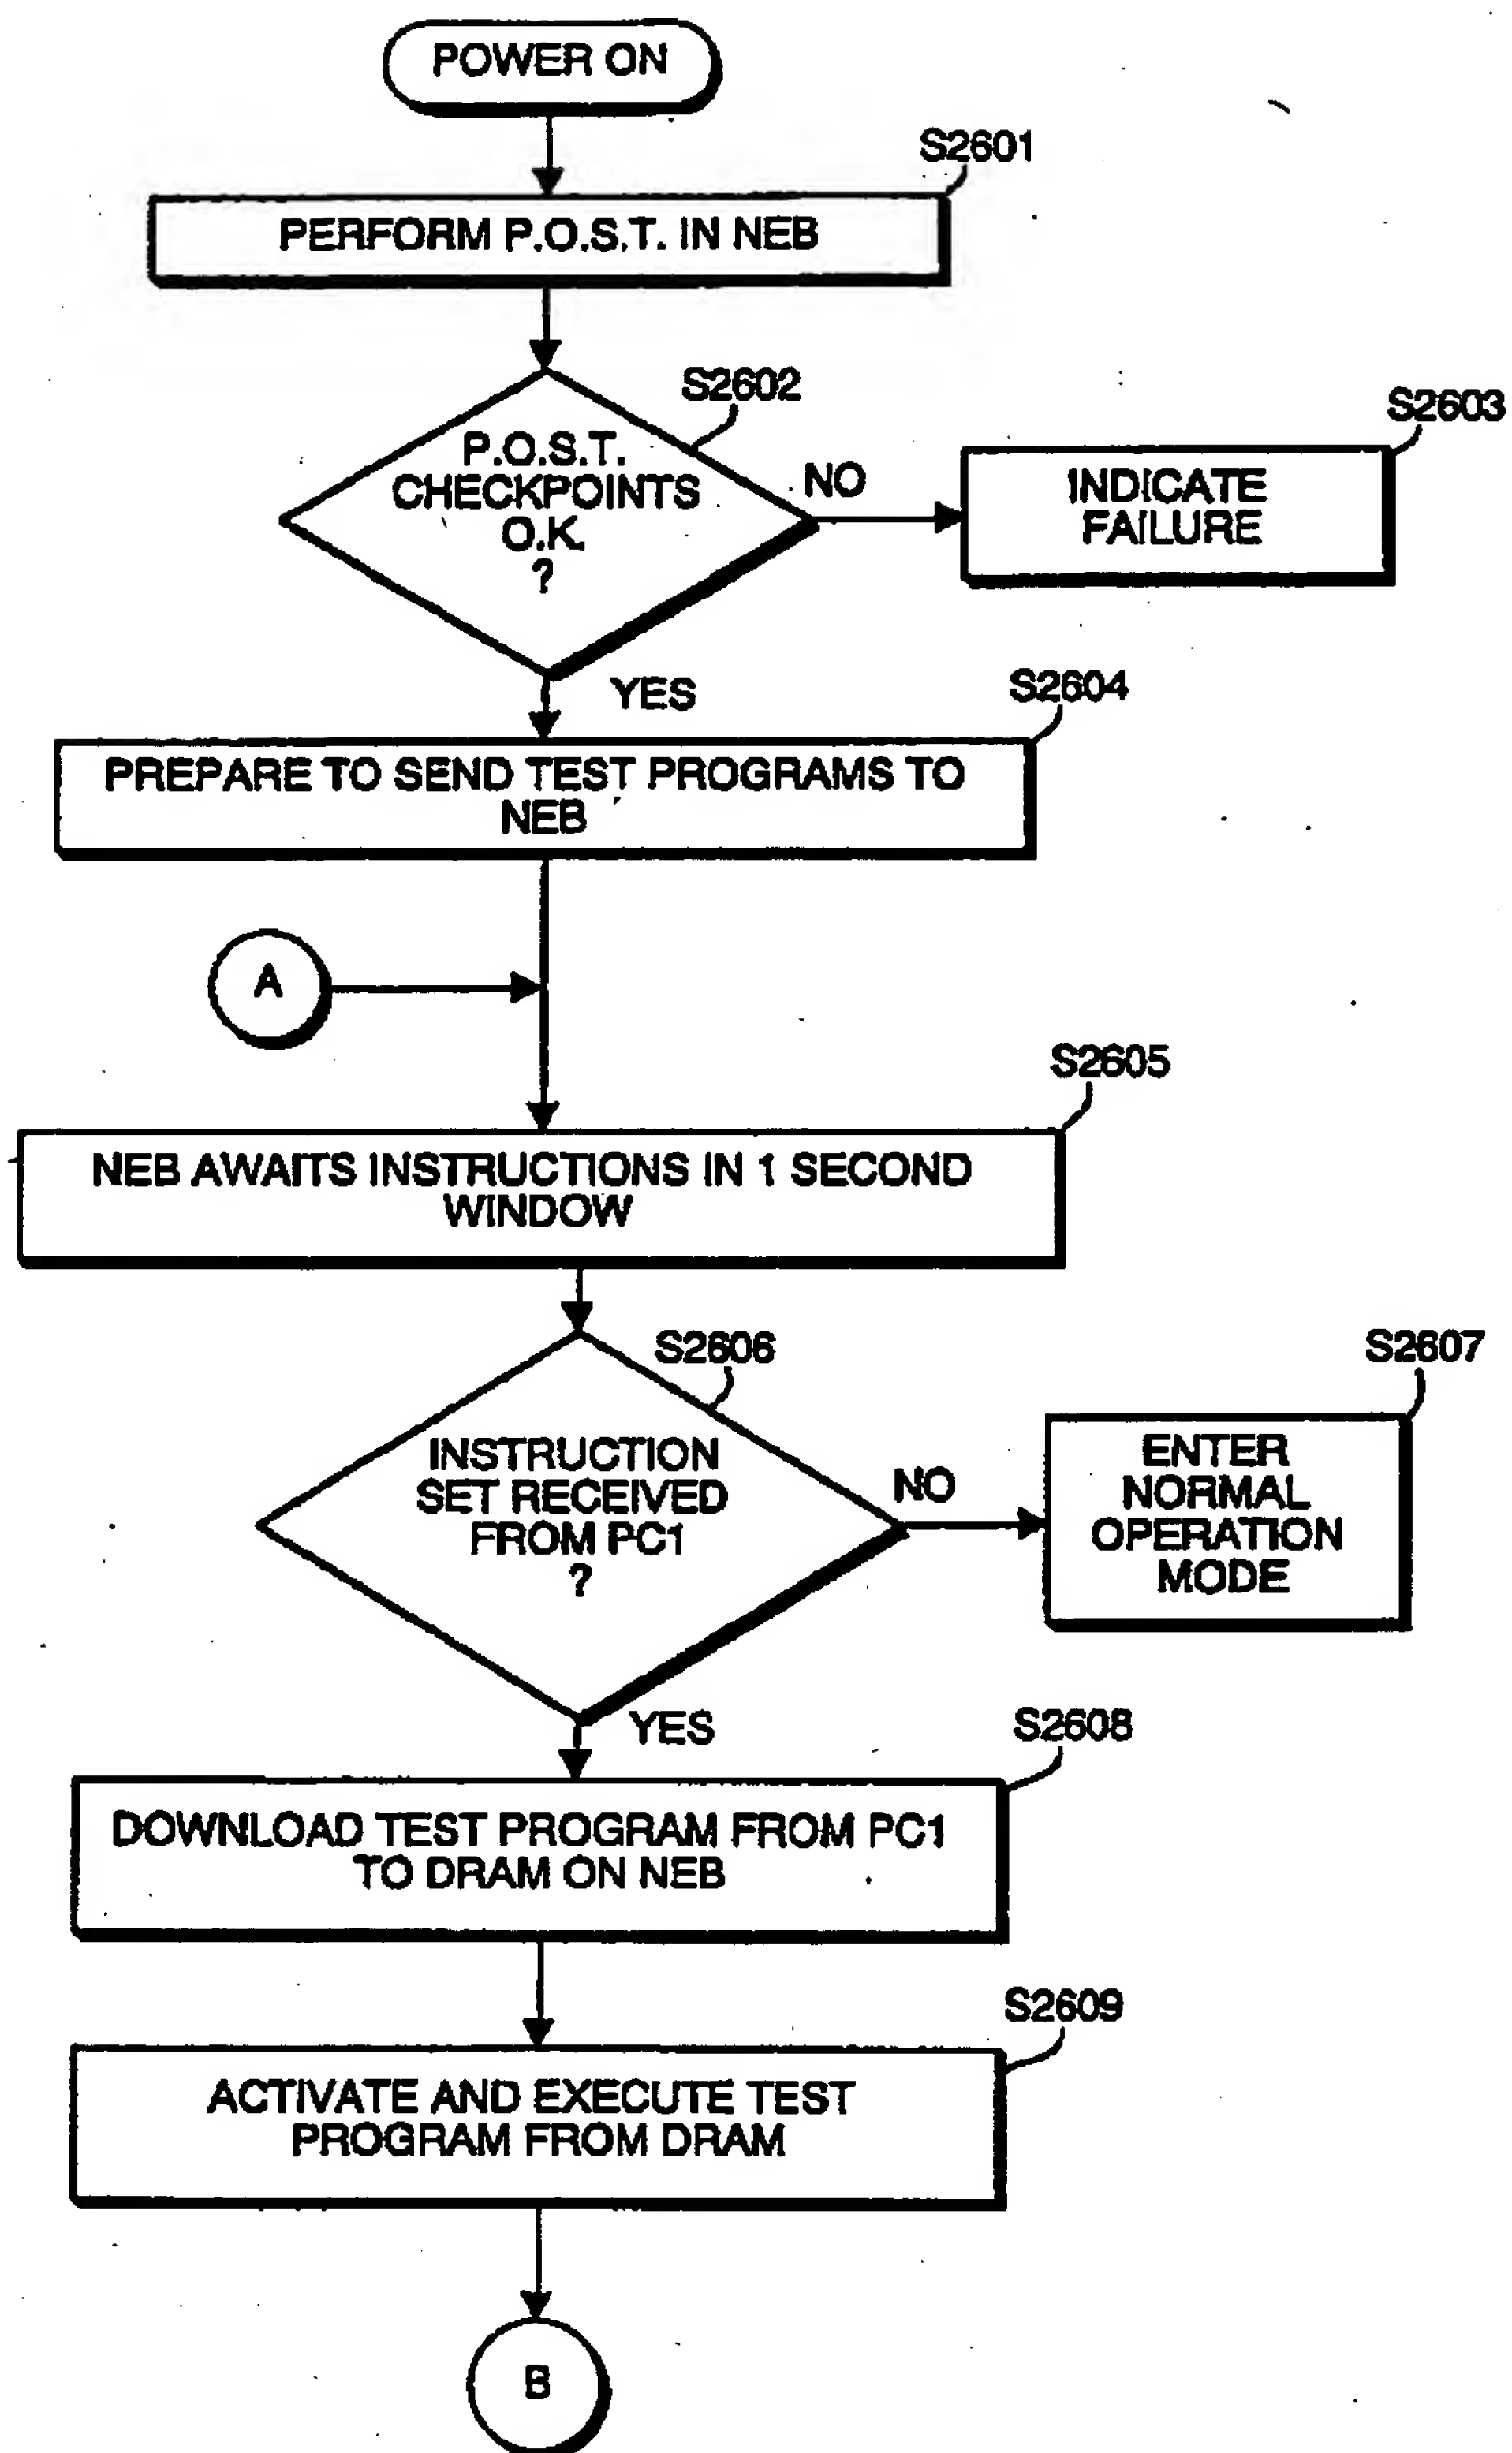 POWER ON
S2601
PERFORM P.O.S.T. IN NEB
S2602
P.O.S.T.
CHECKPOINTS
O.K.
?
NO
S2603
INDICATE
FAILURE
YES
S2604
PREPARE TO SEND TEST PROGRAMS TO
NEB
A
S2605
NEB AWAITS INSTRUCTIONS IN 1 SECOND
WINDOW
S2606
INSTRUCTION
SET RECEIVED
FROM PC1
?
NO
S2607
ENTER
NORMAL
OPERATION
MODE
YES
S2608
DOWNLOAD TEST PROGRAM FROM PC1
TO DRAM ON NEB
S2609
ACTIVATE AND EXECUTE TEST
PROGRAM FROM DRAM
B